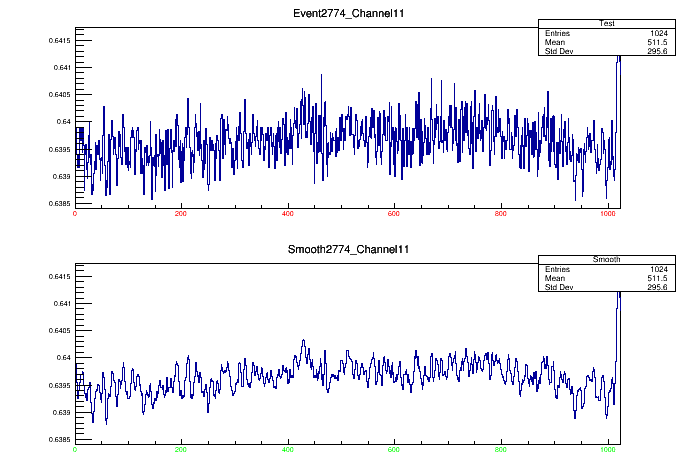 Event2774_Channel11
Test
Entries 1024
Mean 511.5
Std Dev 295.6
0.6415
0.641
0.6405
0.64
0.6395
0.639
0.6385
0 200 400 600 800 1000
Smooth2774_Channel11
Smooth
Entries 1024
Mean 511.5
Std Dev 295.6
0.6415
0.641
0.6405
0.64
0.6395
0.639
0.6385
0 200 400 600 800 1000